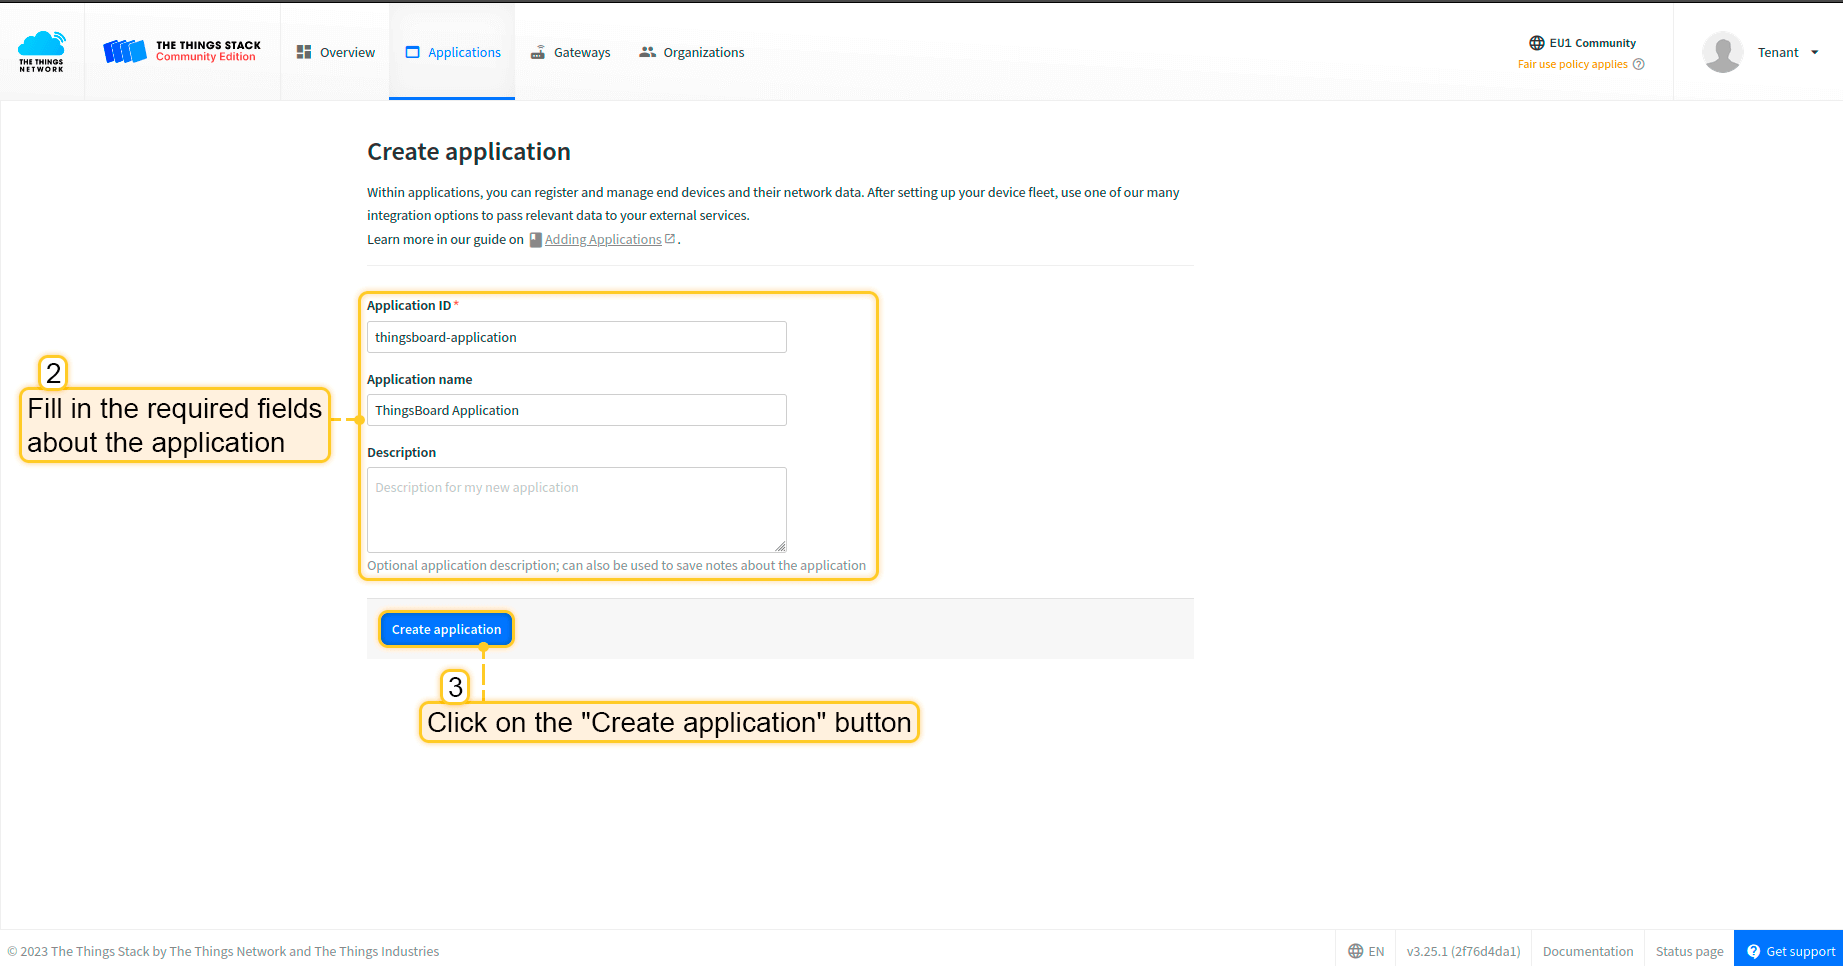 THE THINGS
NETWORK
THE THINGS STACK
Community Edition
Overview
Applications
Gateways
Organizations
EU1 Community
Fair use policy applies
Tenant
Create application
Within applications, you can register and manage end devices and their network data. After setting up your device fleet, use one of our many
integration options to pass relevant data to your external services.
Learn more in our guide on Adding Applications.
Application ID*
thingsboard-application
Application name
ThingsBoard Application
Description
Description for my new application
Optional application description; can also be used to save notes about the application
2
Fill in the required fields
about the application
Create application
3
Click on the "Create application" button
© 2023 The Things Stack by The Things Network and The Things Industries
EN
v3.25.1 (2f76d4da1)
Documentation
Status page
Get support